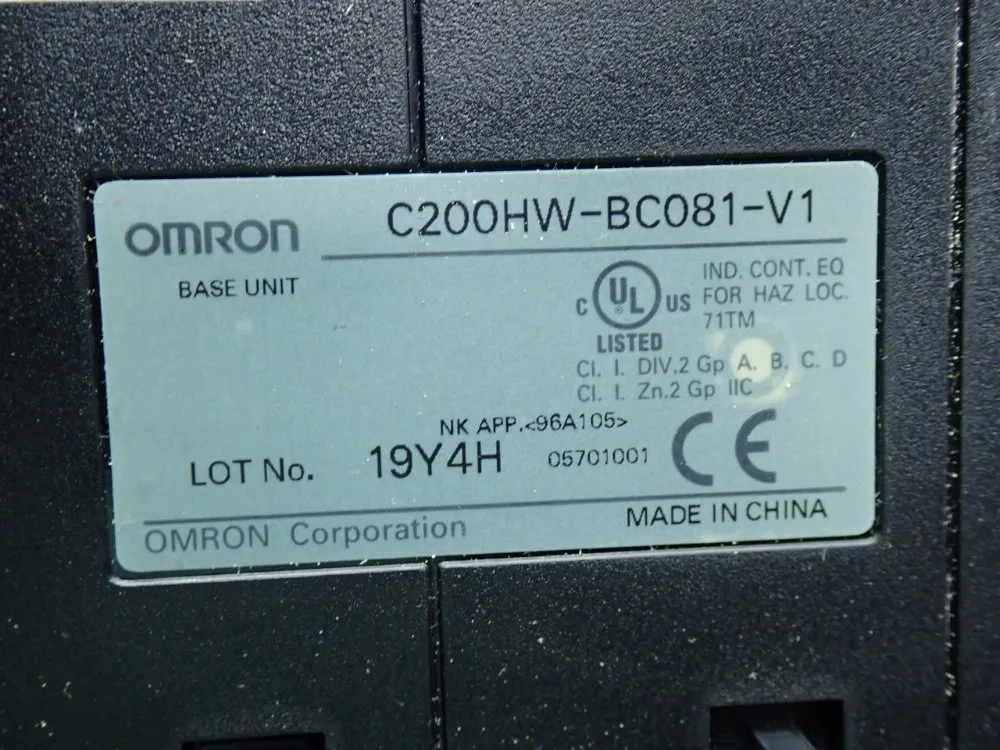 OMRON
C200HW-BC081-V1
BASE UNIT
C UL US
LISTED
IND. CONT. EQ
FOR HAZ LOC.
71TM
Cl. I. DIV.2 Gp A. B. C. D
Cl. I. Zn.2 Gp IIC
NK APP.<96A105>
LOT No. 19Y4H 05701001
CE
OMRON Corporation
MADE IN CHINA